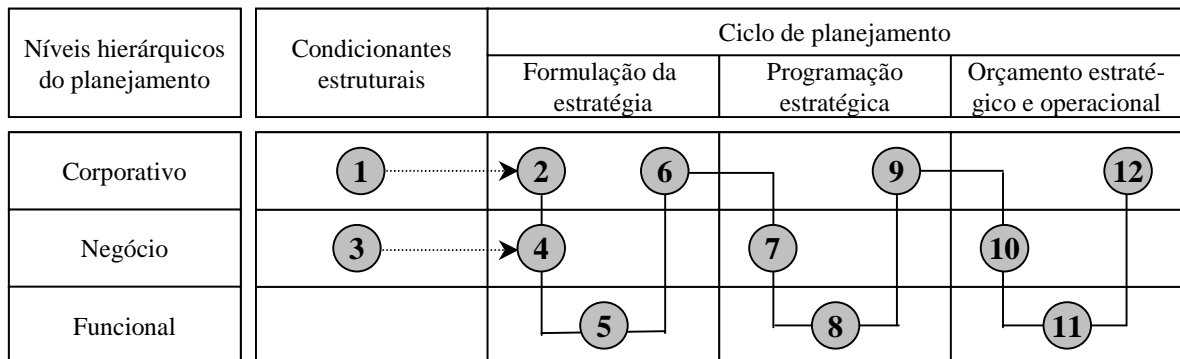 Níveis hierárquicos
do planejamento
Condicionantes
estruturais
Ciclo de planejamento
Formulação da
estratégia
Programação
estratégica
Orçamento estraté-
gico e operacional
Corporativo
1
2
6
9
12
Negócio
3
4
7
10
Funcional
5
8
11